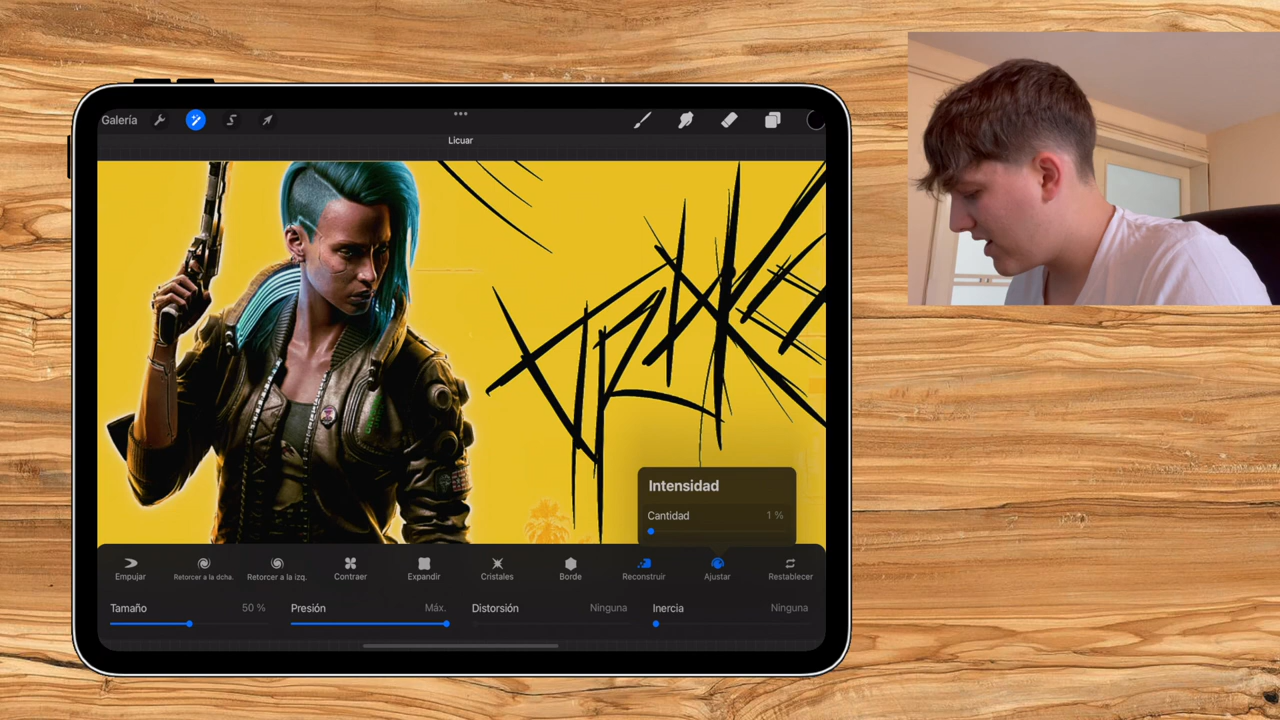 Galería
Licuar
Intensidad
Cantidad 1 %
Empujar Retorcer a la dcha. Retorcer a la izq. Contraer Expandir Cristales Borde Reconstruir Ajustar Restablecer
Tamaño 50 % Presión Máx. Distorsión Ninguna Inercia Ninguna